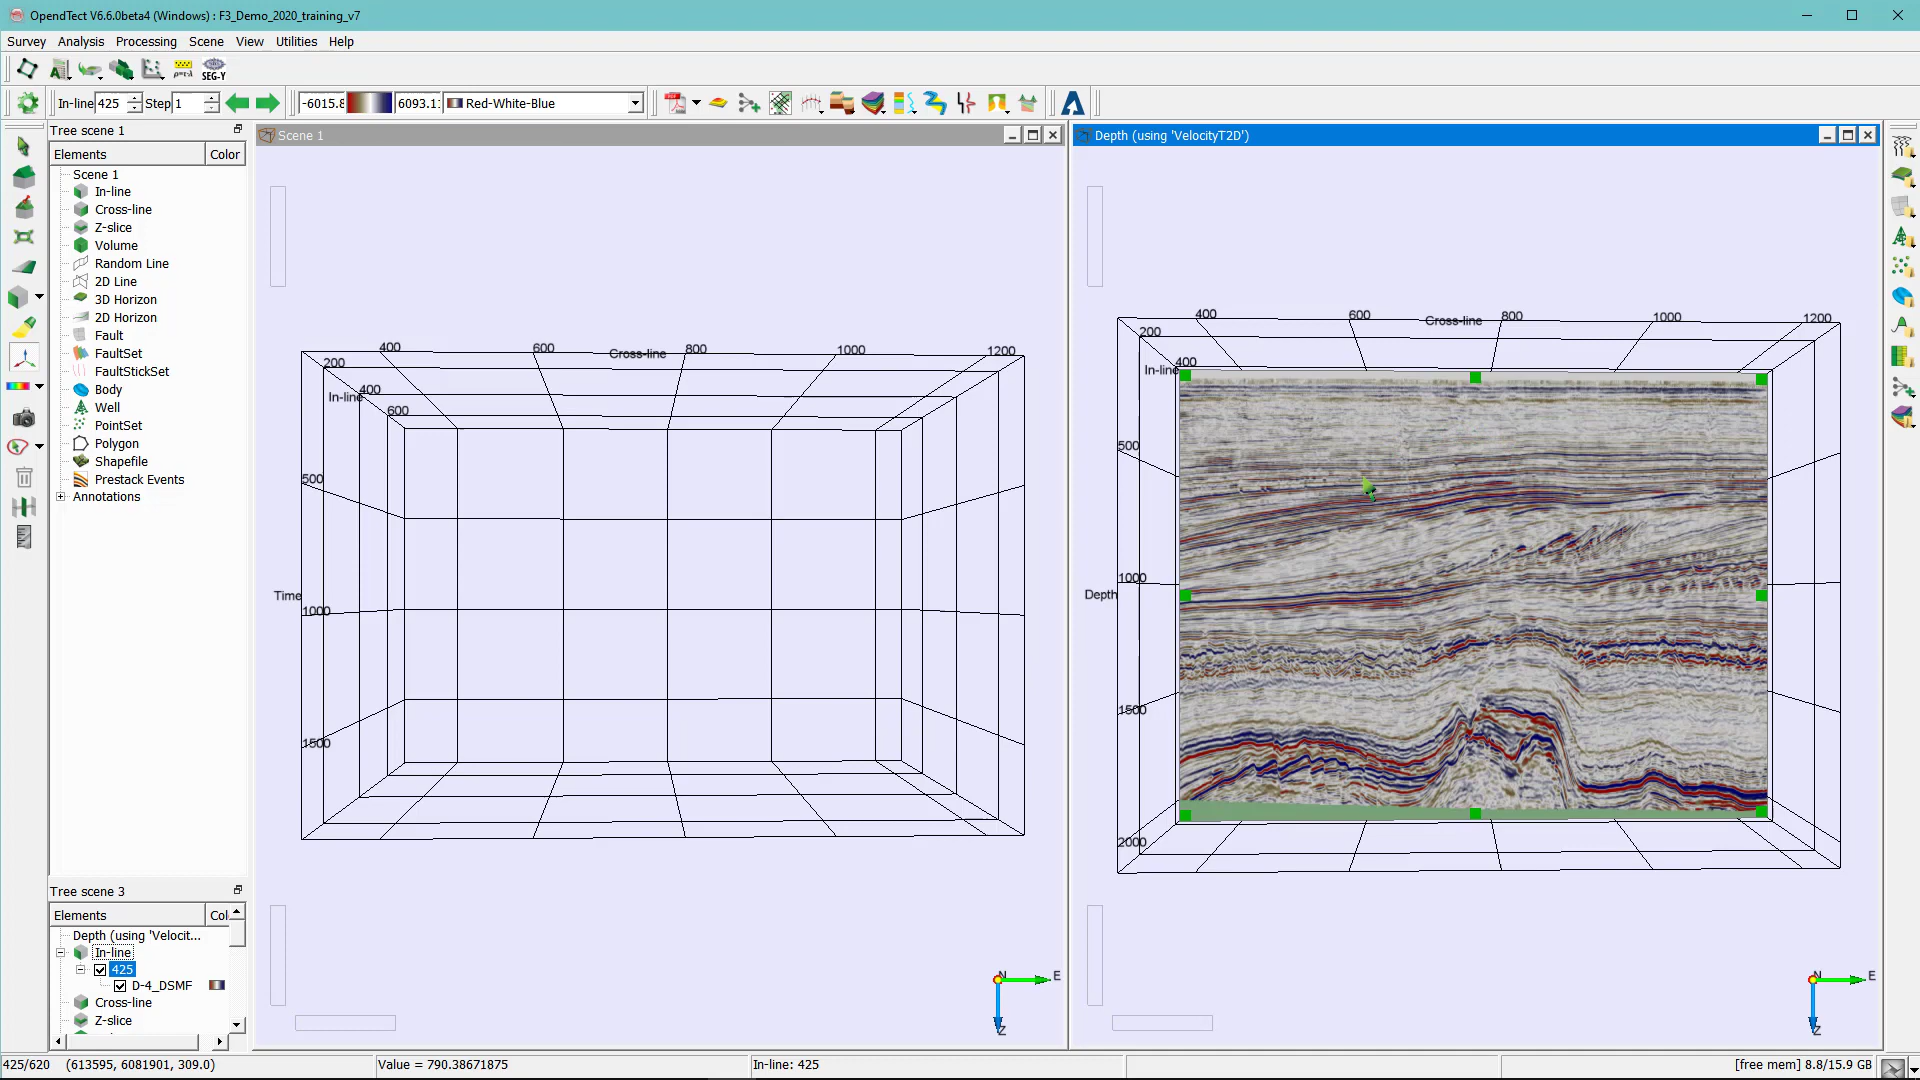 OpendTect V6.6.0beta4 (Windows) : F3_Demo_2020_training_v7
Survey Analysis Processing Scene View Utilities Help
SEG-Y
In-line 425 Step 1 -6015.8 6093.1 Red-White-Blue
Tree scene 1
Elements Color
Scene 1
In-line
Cross-line
Z-slice
Volume
Random Line
2D Line
3D Horizon
2D Horizon
Fault
FaultSet
FaultStickSet
Body
Well
PointSet
Polygon
Shapefile
Prestack Events
Annotations
Tree scene 3
Elements Col
Depth (using 'Velocit...
In-line
425
D-4_DSMF
Cross-line
Z-slice
Scene 1
400 600 Cross-line 800 1000 1200
200
In-line 400
600
500
Time 1000
1500
N E
Z
Depth (using 'VelocityT2D')
400 600 Cross-line 800 1000 1200
200
In-line 400
500
1000
Depth
1500
2000
N E
Z
425/620 (613595, 6081901, 309.0) Value = 790.38671875 In-line: 425 [free mem] 8.8/15.9 GB